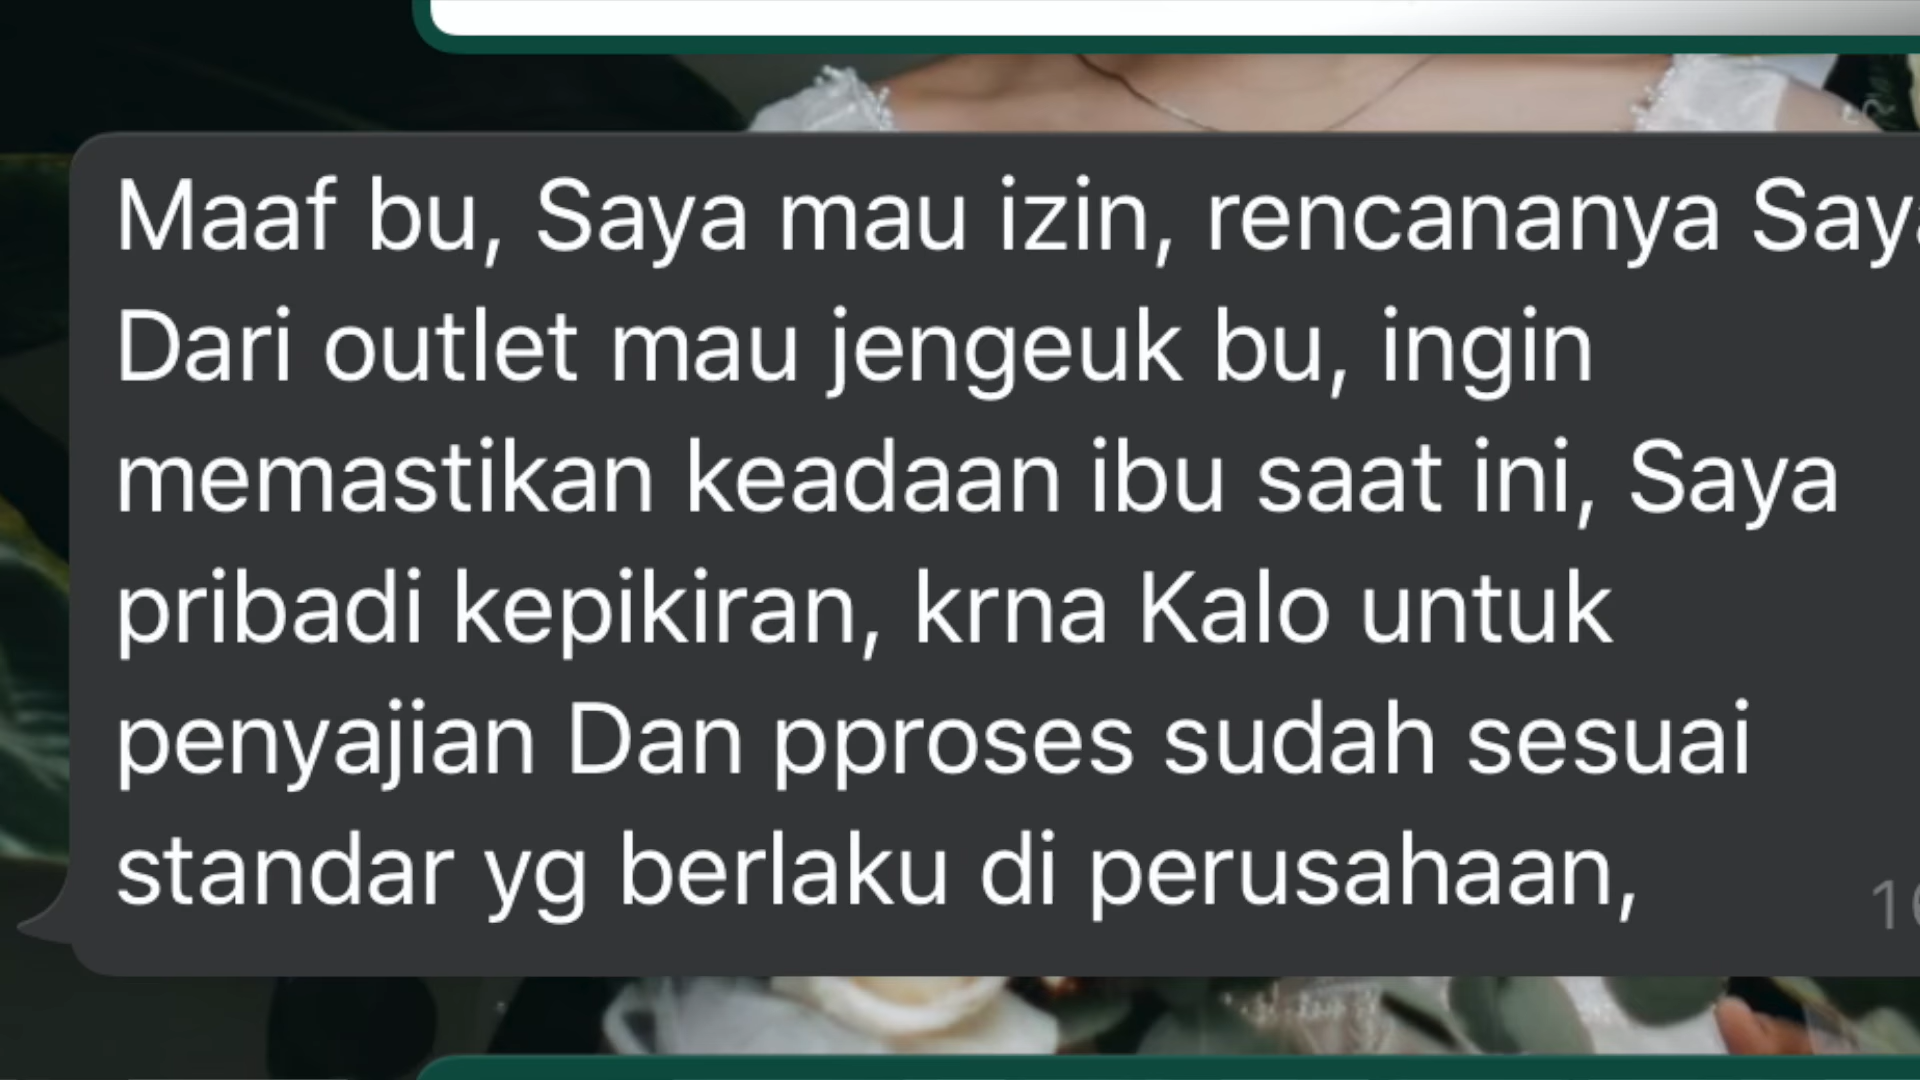 Maaf bu, Saya mau izin, rencananya
Dari outlet mau jengeuk bu, ingin
memastikan keadaan ibu saat ini, Saya
pribadi kepikiran, krna Kalo untuk
penyajian Dan pproses sudah sesuai
standar yg berlaku di perusahaan,